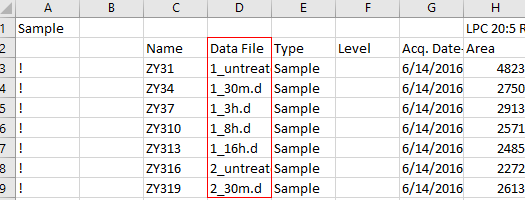 A B C D E F G H
1 Sample LPC 20:5 R
2 Name Data File Type Level Acq. Date- Area
3 ! ZY31 1_untreat Sample 6/14/2016 4823
4 ! ZY34 1_30m.d Sample 6/14/2016 2750
5 ! ZY37 1_3h.d Sample 6/14/2016 2913
6 ! ZY310 1_8h.d Sample 6/14/2016 2571
7 ! ZY313 1_16h.d Sample 6/14/2016 2485
8 ! ZY316 2_untreat Sample 6/14/2016 2272
9 ! ZY319 2_30m.d Sample 6/14/2016 2613